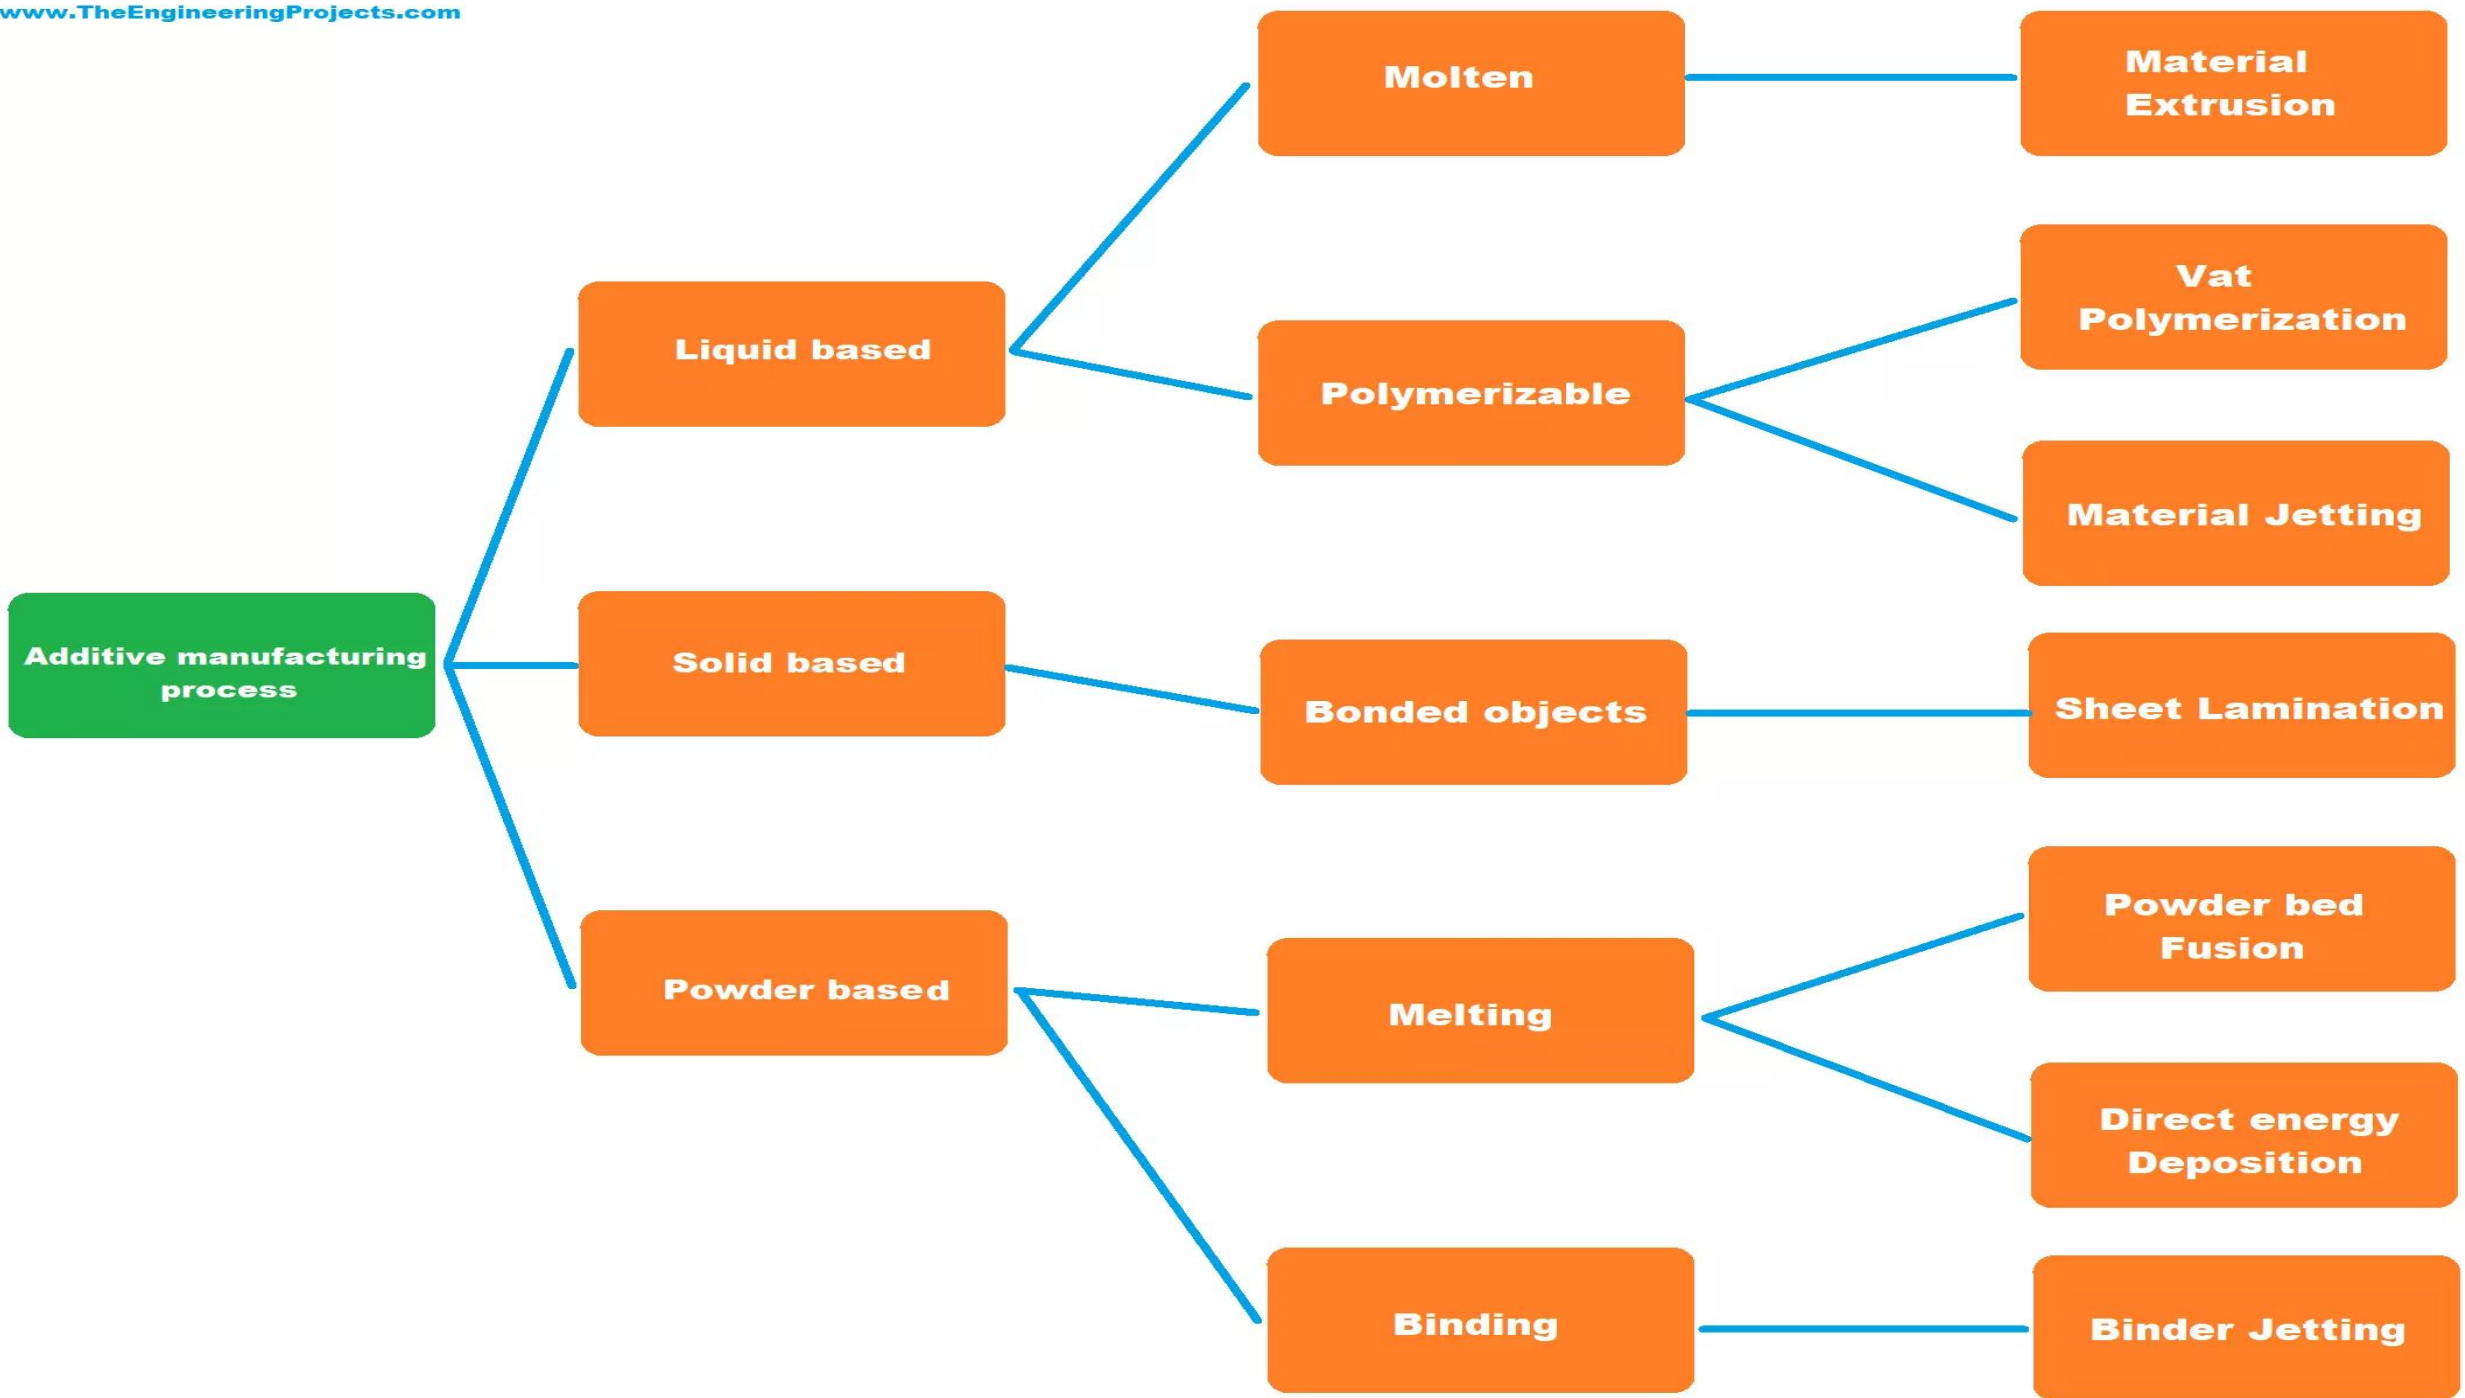 www.TheEngineeringProjects.com
Molten
Material
Extrusion
Vat
Polymerization
Liquid based
Polymerizable
Material Jetting
Additive manufacturing
process
Solid based
Bonded objects
Sheet Lamination
Powder bed
Fusion
Powder based
Melting
Direct energy
Deposition
Binding
Binder Jetting